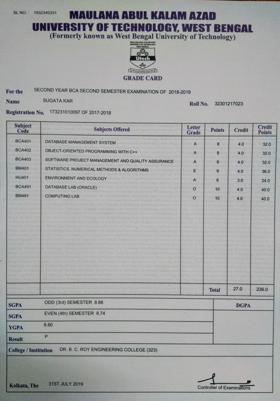 SL. NO.
MAULANA ABUL KALAM AZAD
UNIVERSITY OF TECHNOLOGY, WEST BENGAL
(Formerly known as West Bengal University of Technology)
Utech
GRADE CARD
For the SECOND YEAR BCA SECOND SEMESTER EXAMINATION OF 2018-2019
Name SUGATA KAR
Roll No. 32301217023
Registration No. 173231010097 OF 2017-2018
Subject Code Subjects Offered Letter Grade Points Credit Credit Points
BCA401 DATABASE MANAGEMENT SYSTEM A 8 4.0 32.0
BCA402 OBJECT-ORIENTED PROGRAMMING WITH C++ A 8 4.0 32.0
BCA403 SOFTWARE PROJECT MANAGEMENT AND QUALITY ASSURANCE A 8 4.0 32.0
BM401 STATISTICS, NUMERICAL METHODS & ALGORITHMS E 9 4.0 36.0
HU401 ENVIRONMENT AND ECOLOGY A 8 3.0 24.0
BCA491 DATABASE LAB (ORACLE) O 10 4.0 40.0
BM491 COMPUTING LAB O 10 4.0 40.0
Total 27.0 236.0
SGPA ODD (3rd) SEMESTER
DGPA
SGPA EVEN (4th) SEMESTER 8.74
YGPA
Result P
College / Institution DR. B. C. ROY ENGINEERING COLLEGE (323)
Kolkata, The 31ST JULY 2019
Controller of Examinations